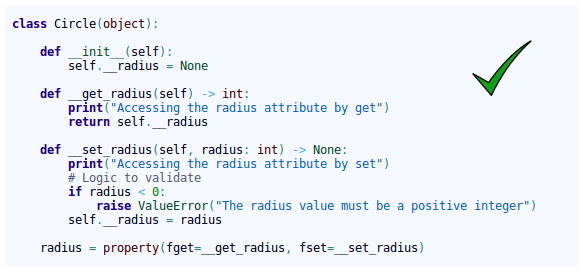 class Circle(object):
def __init__(self):
self.__radius = None
def __get_radius(self) -> int:
print("Accessing the radius attribute by get")
return self.__radius
def __set_radius(self, radius: int) -> None:
print("Accessing the radius attribute by set")
# Logic to validate
if radius < 0:
raise ValueError("The radius value must be a positive integer")
self.__radius = radius
radius = property(fget=__get_radius, fset=__set_radius)